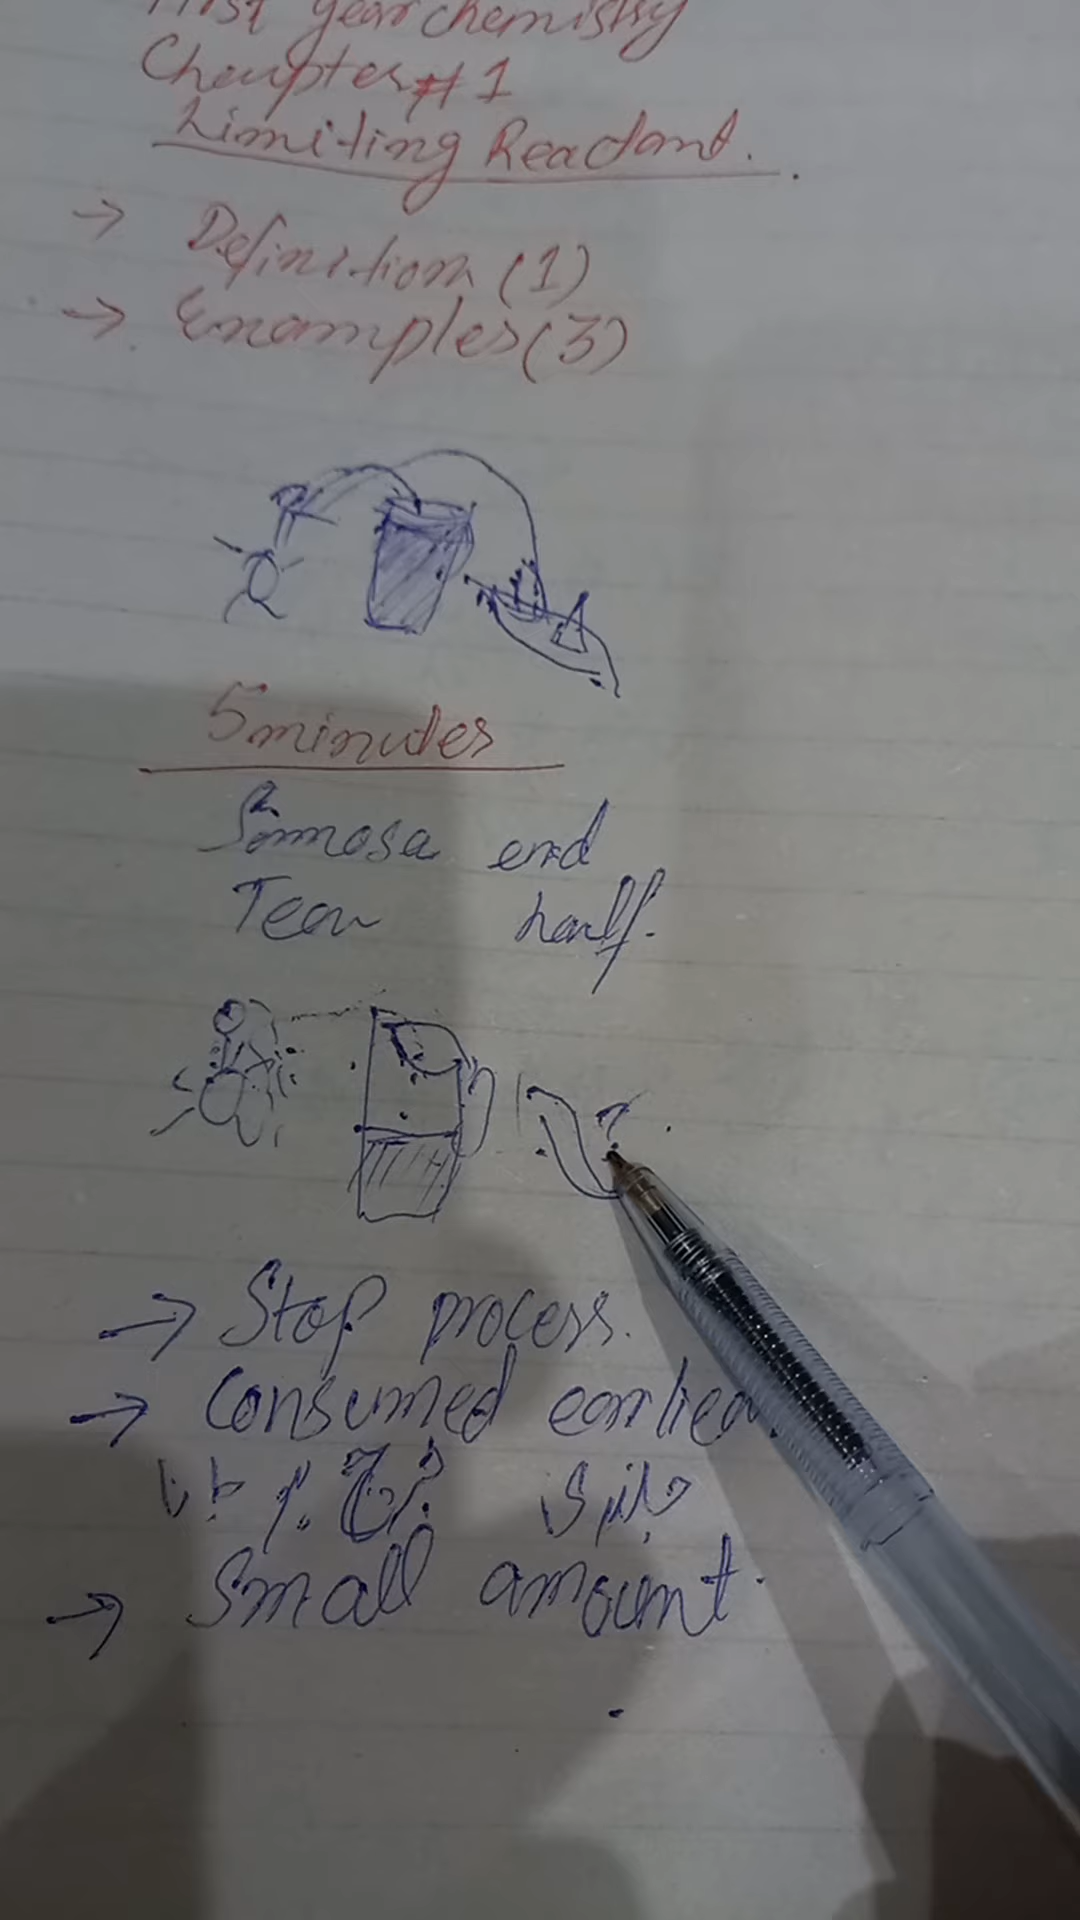 First year chemistry
Chapter # 1
Limiting Reactant.
→ Definition (1)
→ Examples (3)
5 minutes
Samosa end
Tea half.
→ Stop process.
→ Consumed earlier
→ Small amount.